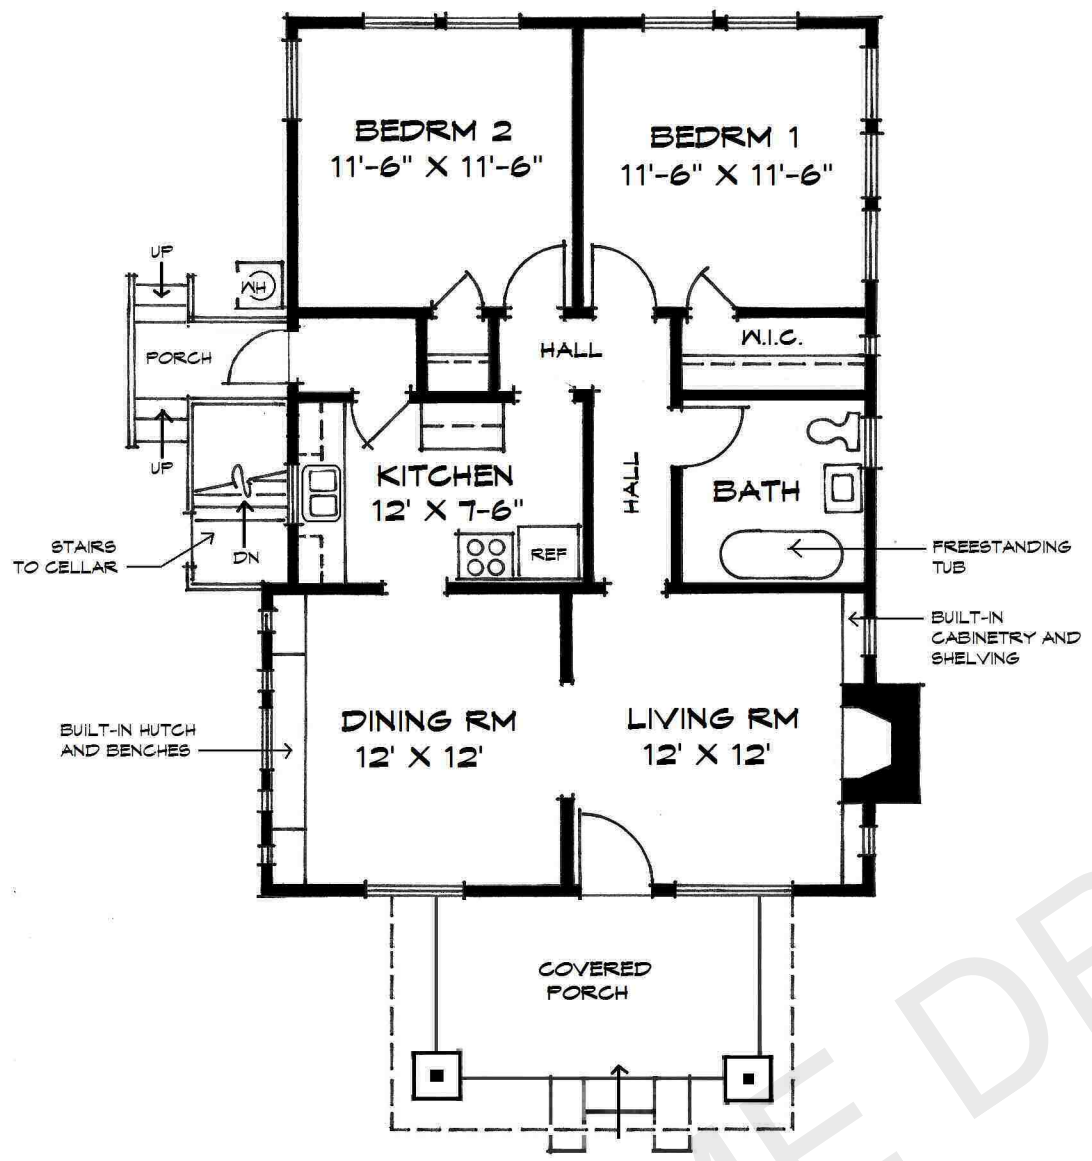 BEDRM 2
11'-6" X 11'-6"
BEDRM 1
11'-6" X 11'-6"
UP
WH
PORCH
UP
HALL
W.I.C.
KITCHEN
12' X 7-6"
HALL
BATH
STAIRS
TO CELLAR
DN
REF
FREESTANDING
TUB
BUILT-IN
CABINETRY AND
SHELVING
BUILT-IN HUTCH
AND BENCHES
DINING RM
12' X 12'
LIVING RM
12' X 12'
COVERED
PORCH